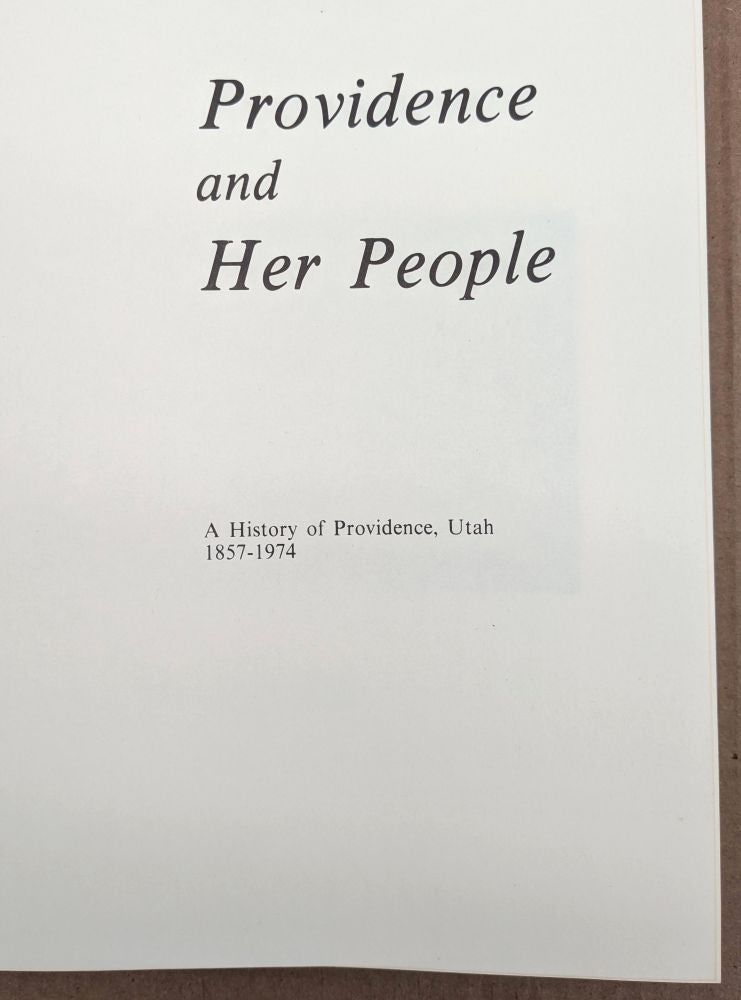 Providence
and
Her People
A History of Providence, Utah
1857-1974